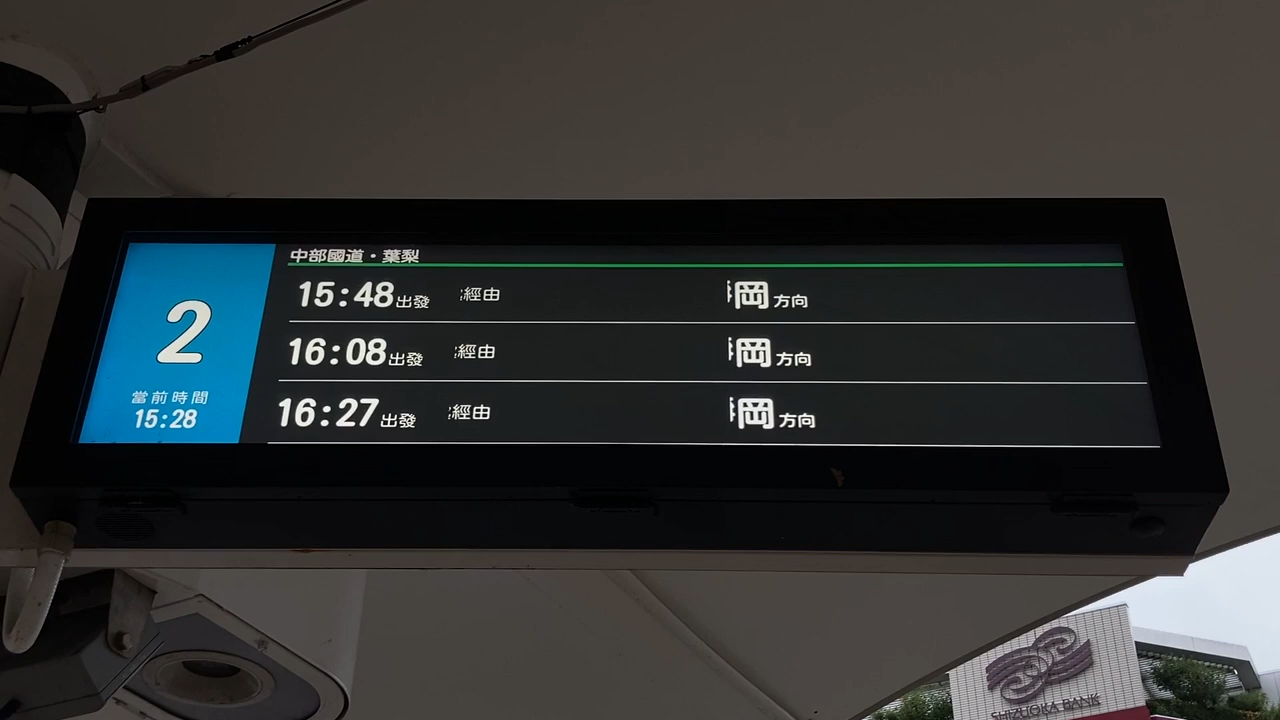 中部國道・葉梨
15:48出發 經由 岡方向
16:08出發 經由 岡方向
16:27出發 經由 岡方向
2
當前時間
15:28
SHIZUOKA BANK